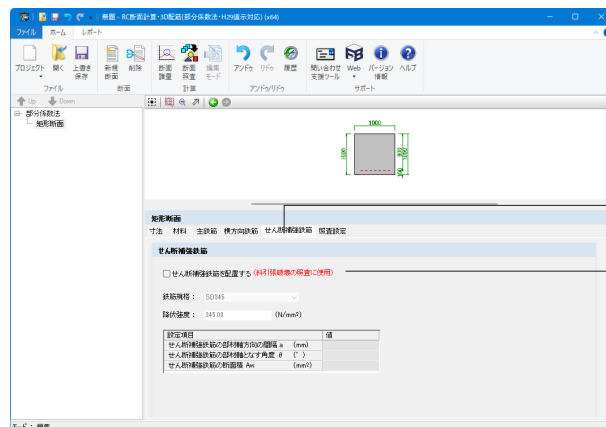 無題 - RC断面計算・3D配筋(部分係数法・H29道示対応) (x64)
ファイル ホーム レポート
プロジェクト 開く 上書き保存 新規断面 削除 断面諸量 断面照査 編集モード アンドゥ リドゥ 履歴 問い合わせ支援ツール Web バージョン情報 ヘルプ
ファイル 断面 計算 アンドゥ/リドゥ サポート
Up Down
部分係数法
矩形断面
1000
1000
900
1000
100
矩形断面
寸法 材料 主鉄筋 横方向鉄筋 せん断補強鉄筋 照査設定
せん断補強鉄筋
せん断補強鉄筋を配置する (斜引張破壊の照査に使用)
鉄筋規格： SD345
降伏強度： 345.00 (N/mm²)
設定項目 値
せん断補強鉄筋の部材軸方向の間隔 a (mm)
せん断補強鉄筋の部材軸となす角度 θ (°)
せん断補強鉄筋の断面積 Aw (mm²)
モード： 編集